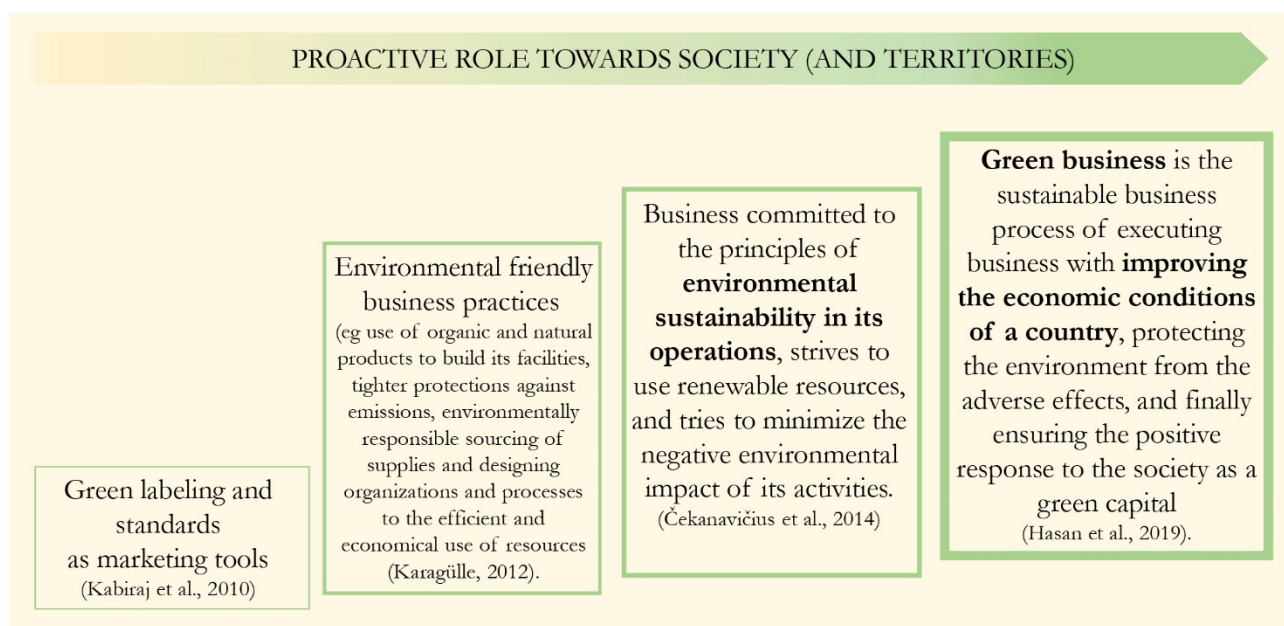 PROACTIVE ROLE TOWARDS SOCIETY (AND TERRITORIES)
Green labeling and
standards
as marketing tools
(Kabiraj et al., 2010)
Environmental friendly
business practices
(eg use of organic and natural
products to build its facilities,
tighter protections against
emissions, environmentally
responsible sourcing of
supplies and designing
organizations and processes
to the efficient and
economical use of resources
(Karagülle, 2012).
Business committed to
the principles of
environmental
sustainability in its
operations, strives to
use renewable resources,
and tries to minimize the
negative environmental
impact of its activities.
(Čekanavičius et al., 2014)
Green business is the
sustainable business
process of executing
business with improving
the economic conditions
of a country, protecting
the environment from the
adverse effects, and finally
ensuring the positive
response to the society as a
green capital
(Hasan et al., 2019).